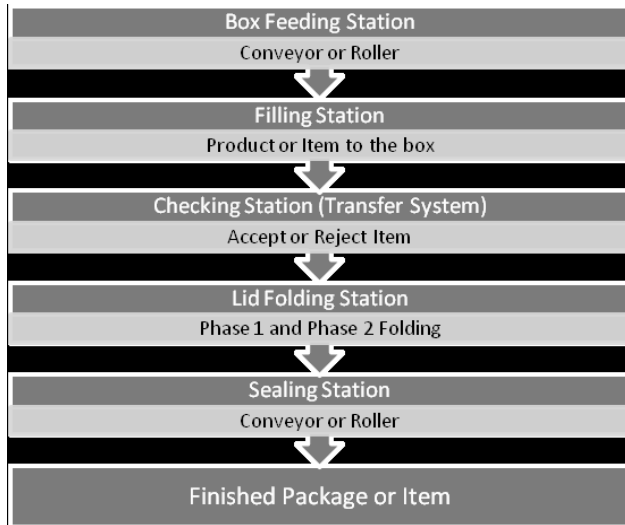 Box Feeding Station
Conveyor or Roller
Filling Station
Product or Item to the box
Checking Station (Transfer System)
Accept or Reject Item
Lid Folding Station
Phase 1 and Phase 2 Folding
Sealing Station
Conveyor or Roller
Finished Package or Item